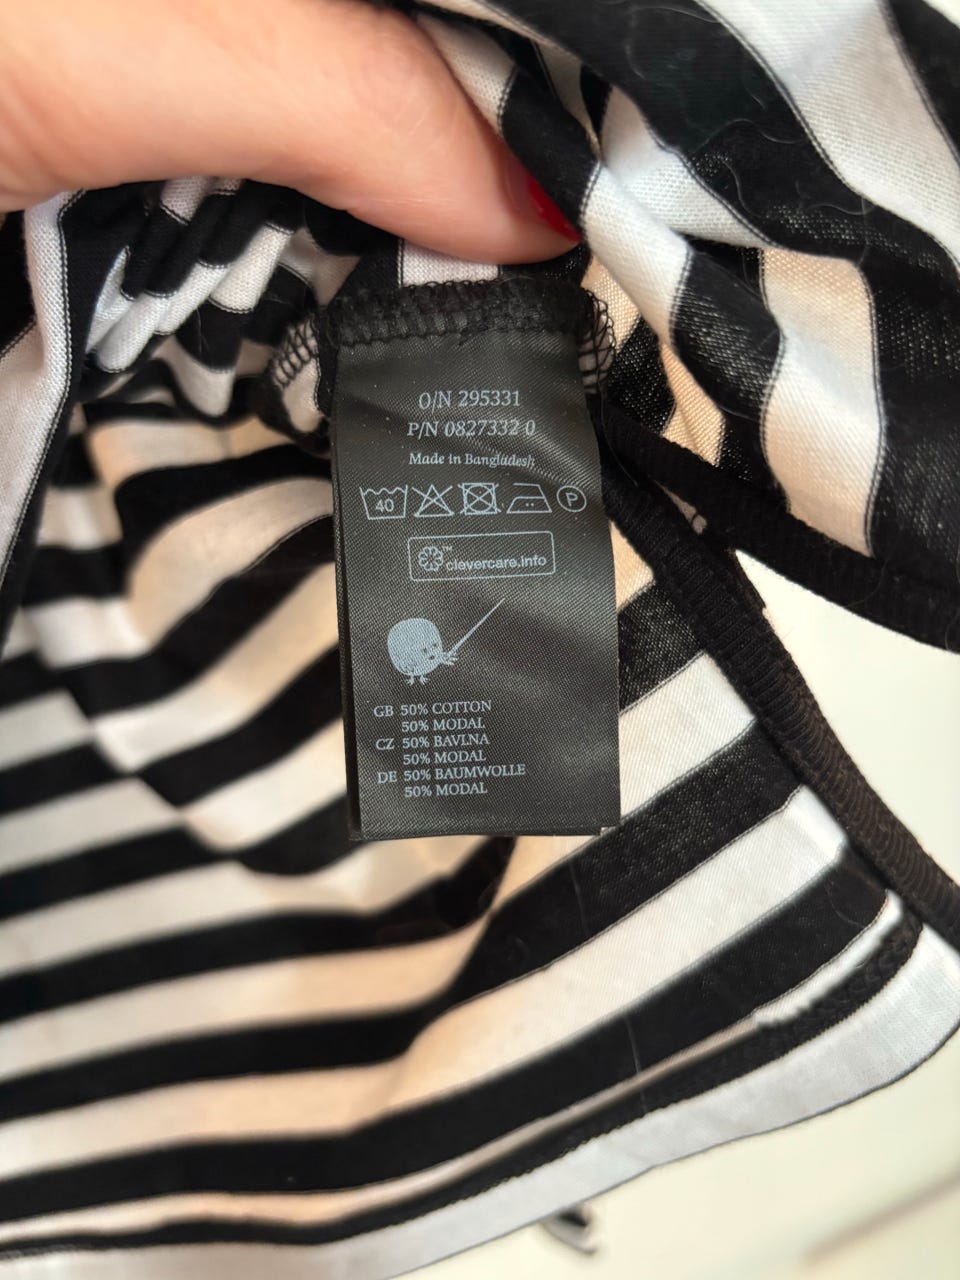 O/N 295331
P/N 0827332 0
Made in Bangladesh
40 P
™
clevercare.info
GB 50% COTTON
50% MODAL
CZ 50% BAVLNA
50% MODAL
DE 50% BAUMWOLLE
50% MODAL